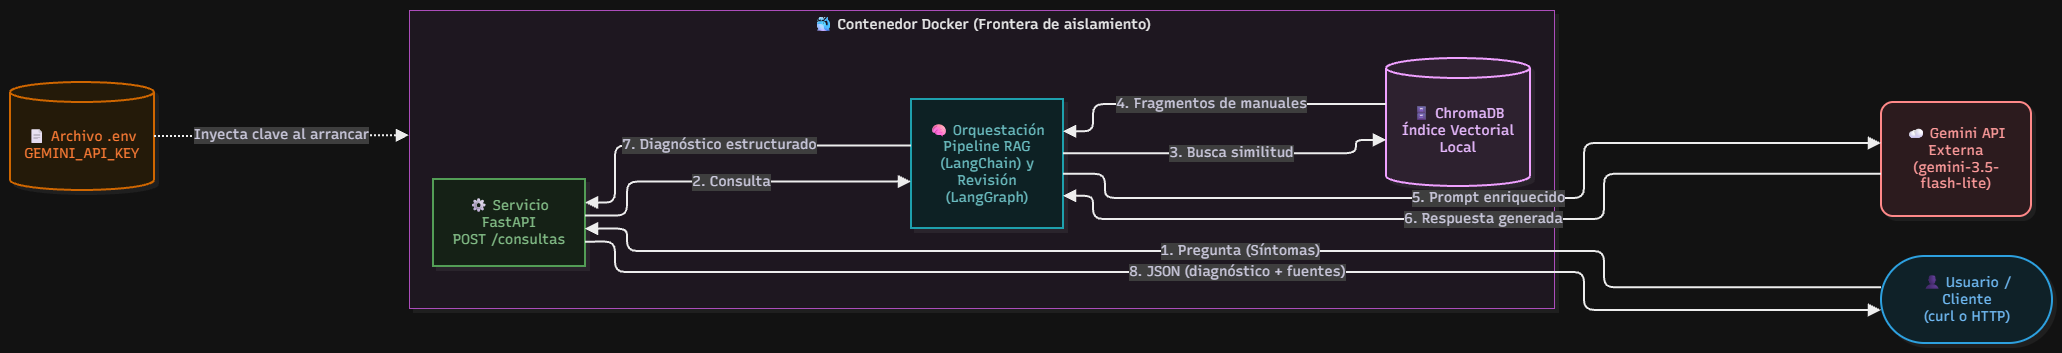 Contenedor Docker (Frontera de aislamiento)
Archivo .env
GEMINI_API_KEY
Inyecta clave al arrancar
Servicio
FastAPI
POST /consultas
7. Diagnóstico estructurado
2. Consulta
Orquestación
Pipeline RAG
(LangChain) y
Revisión
(LangGraph)
4. Fragmentos de manuales
3. Busca similitud
ChromaDB
Índice Vectorial
Local
5. Prompt enriquecido
6. Respuesta generada
1. Pregunta (Síntomas)
8. JSON (diagnóstico + fuentes)
Gemini API
Externa
(gemini-3.5-
flash-lite)
Usuario /
Cliente
(curl o HTTP)